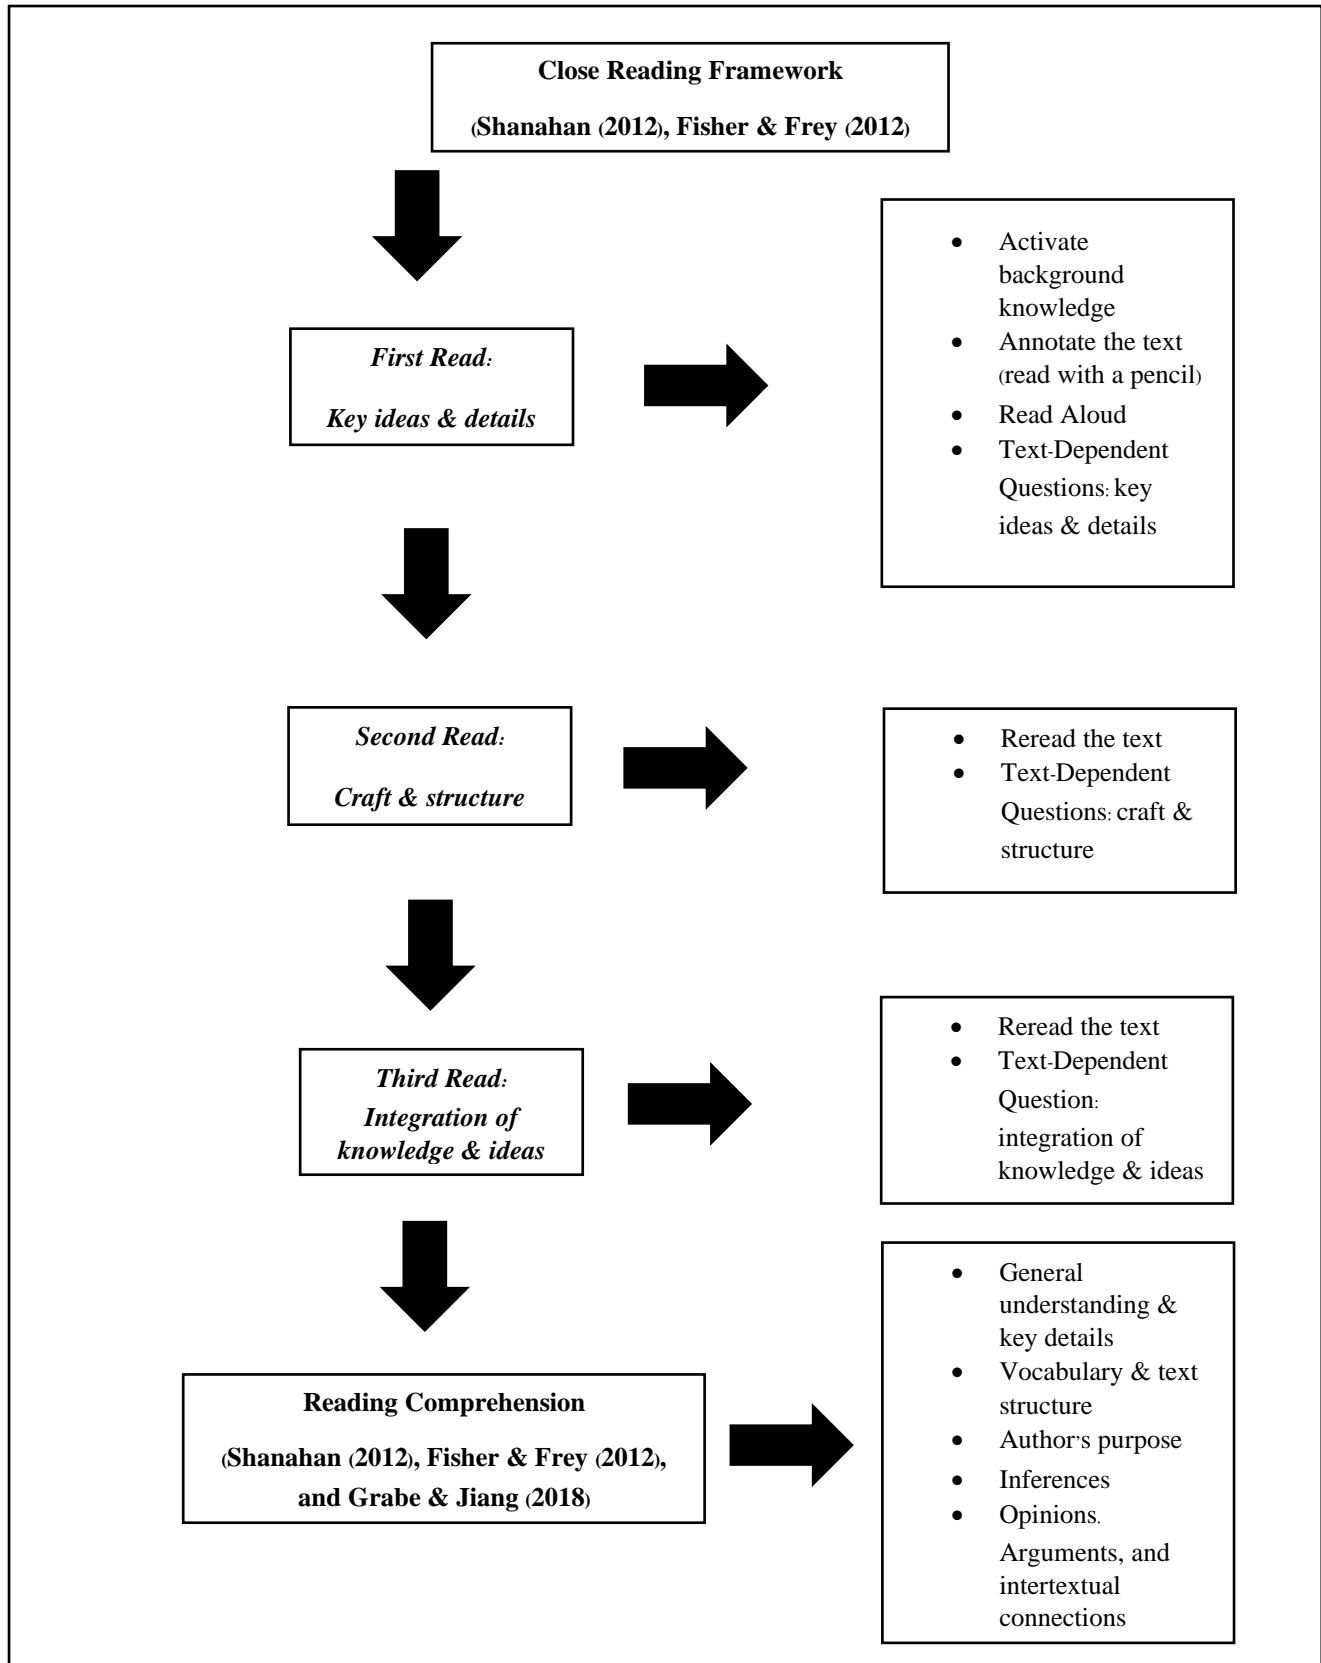 Close Reading Framework
(Shanahan (2012), Fisher & Frey (2012)
• Activate
background
knowledge
• Annotate the text
(read with a pencil)
• Read Aloud
• Text-Dependent
Questions: key
ideas & details
First Read:
Key ideas & details
Second Read:
Craft & structure
• Reread the text
• Text-Dependent
Questions: craft &
structure
Third Read:
Integration of
knowledge & ideas
• Reread the text
• Text-Dependent
Question:
integration of
knowledge & ideas
Reading Comprehension
(Shanahan (2012), Fisher & Frey (2012),
and Grabe & Jiang (2018)
• General
understanding &
key details
• Vocabulary & text
structure
• Author's purpose
• Inferences
• Opinions.
Arguments, and
intertextual
connections